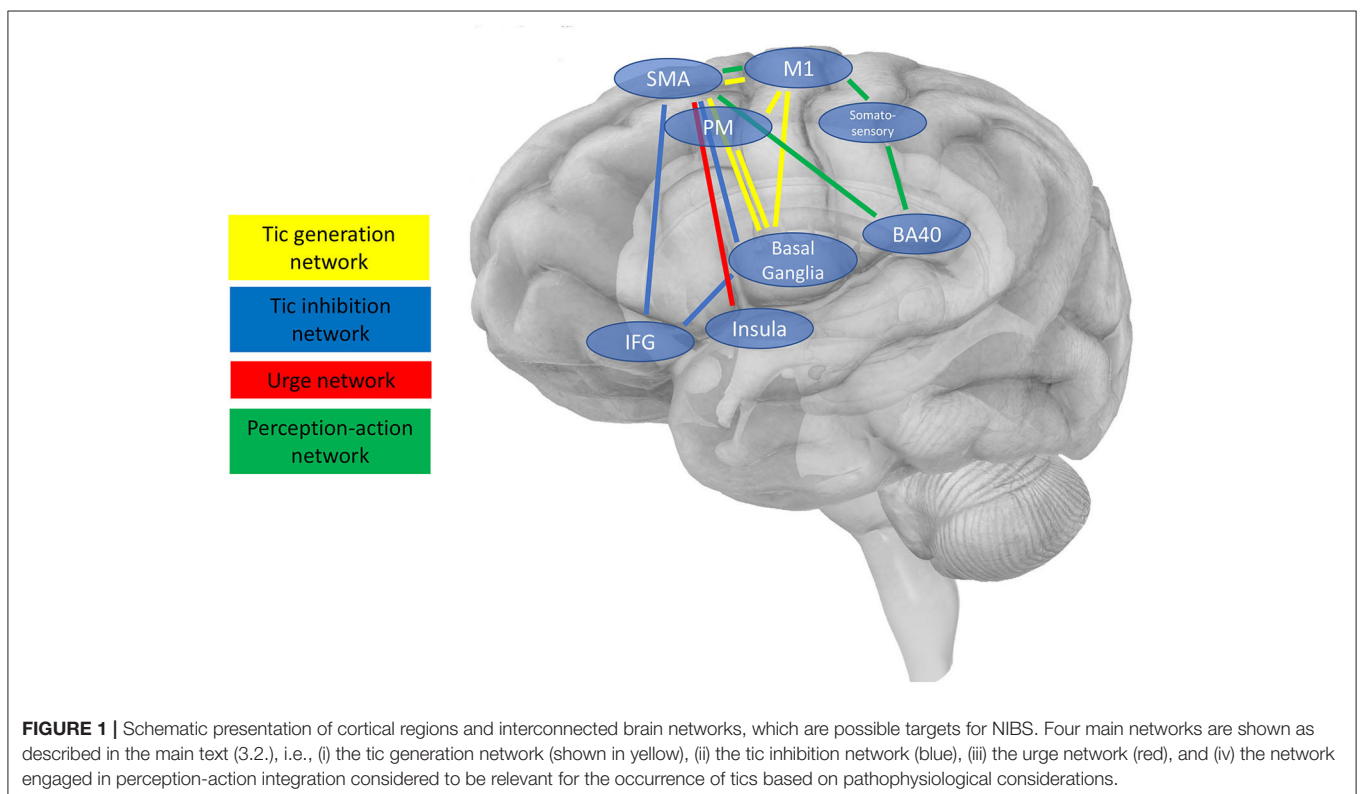 SMA
M1
PM
Somato-
sensory
BA40
Basal
Ganglia
IFG
Insula
Tic generation
network
Tic inhibition
network
Urge network
Perception-action
network
FIGURE 1 | Schematic presentation of cortical regions and interconnected brain networks, which are possible targets for NIBS. Four main networks are shown as
described in the main text (3.2.), i.e., (i) the tic generation network (shown in yellow), (ii) the tic inhibition network (blue), (iii) the urge network (red), and (iv) the network
engaged in perception-action integration considered to be relevant for the occurrence of tics based on pathophysiological considerations.